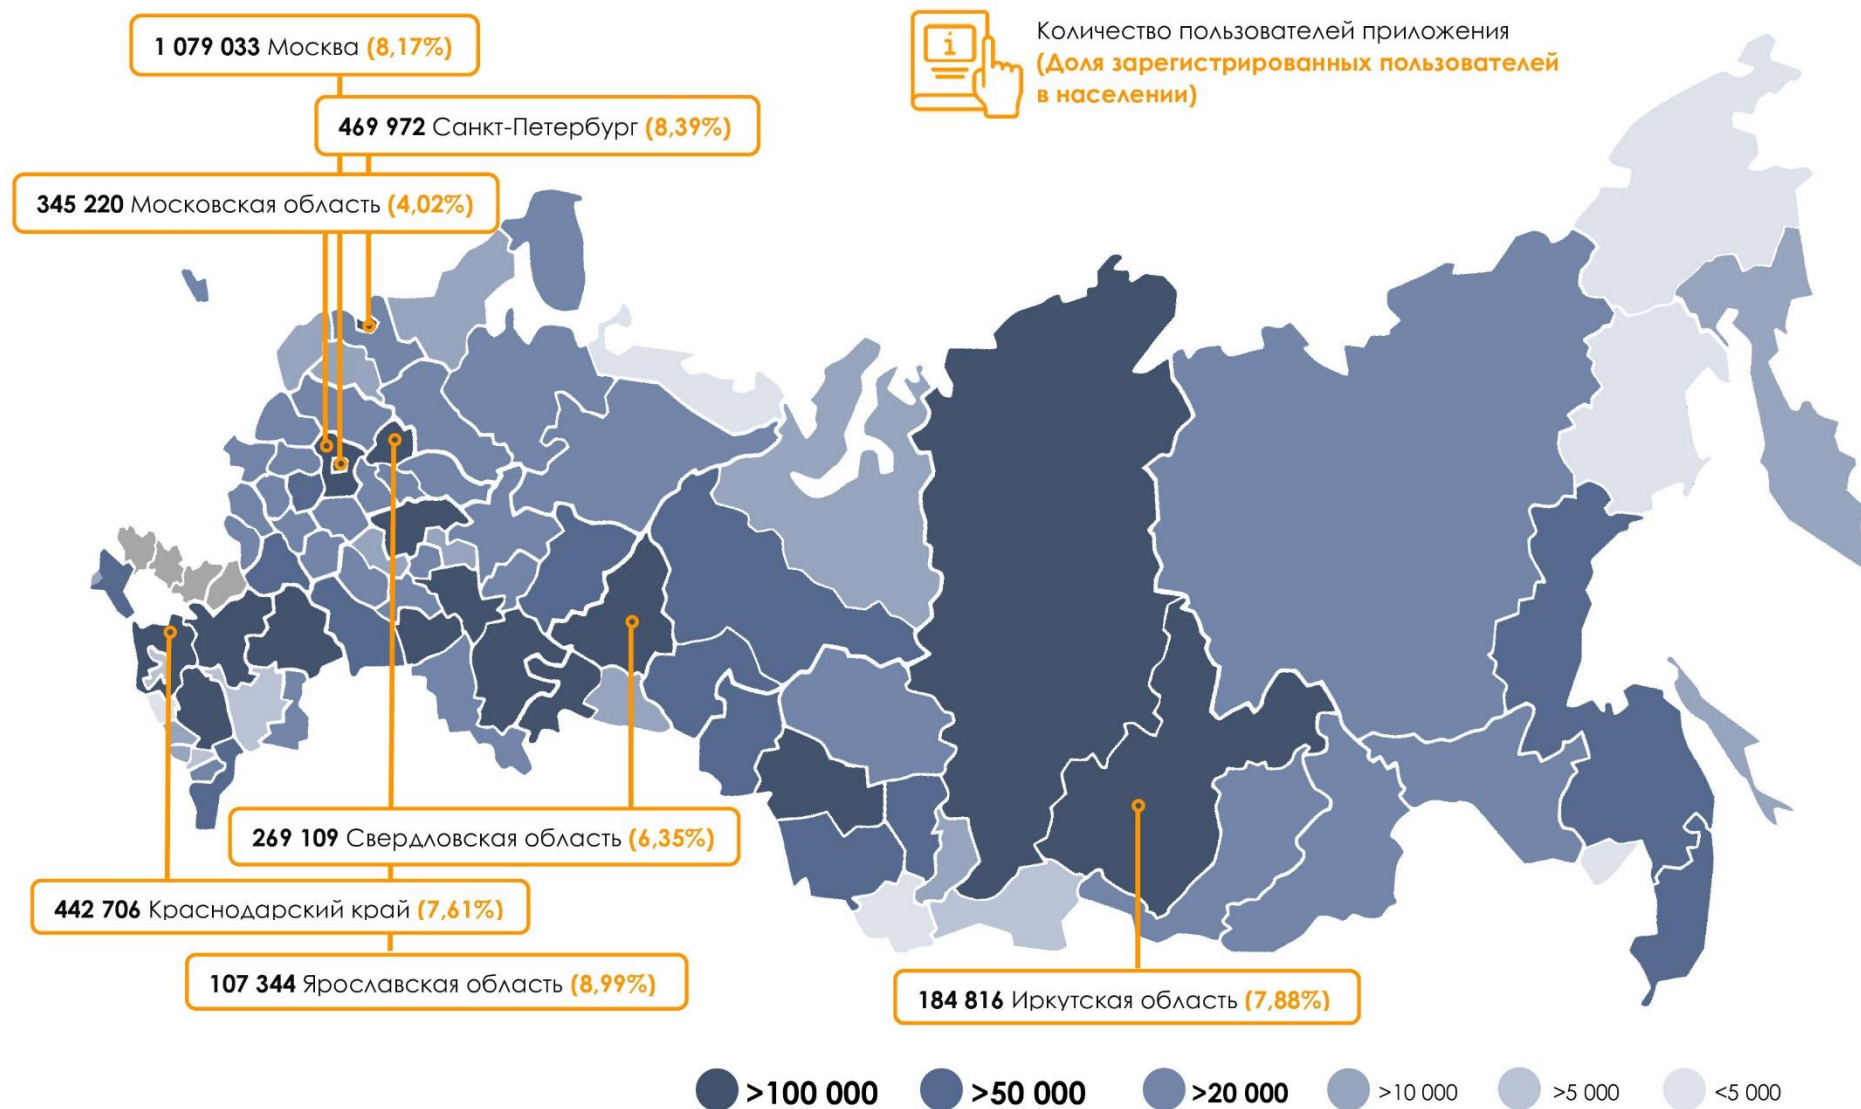 1 079 033 Москва (8,17%)
Количество пользователей приложения
(Доля зарегистрированных пользователей
в населении)
469 972 Санкт-Петербург (8,39%)
345 220 Московская область (4,02%)
269 109 Свердловская область (6,35%)
442 706 Краснодарский край (7,61%)
107 344 Ярославская область (8,99%)
184 816 Иркутская область (7,88%)
>100 000 >50 000 >20 000 >10 000 >5 000 <5 000